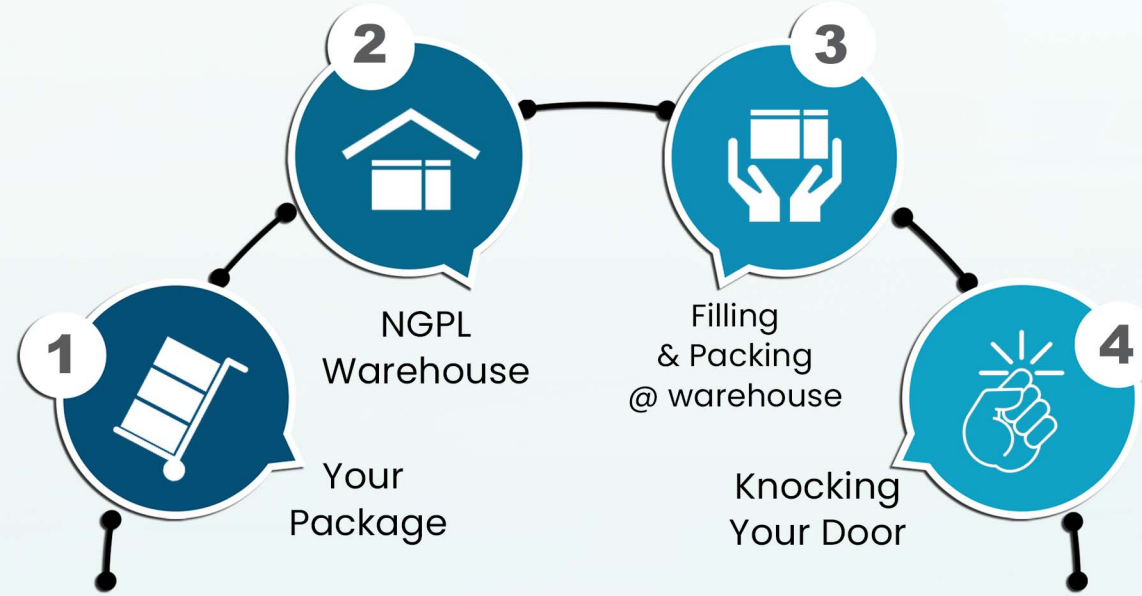 1
Your
Package
2
NGPL
Warehouse
3
Filling
& Packing
@ warehouse
4
Knocking
Your Door